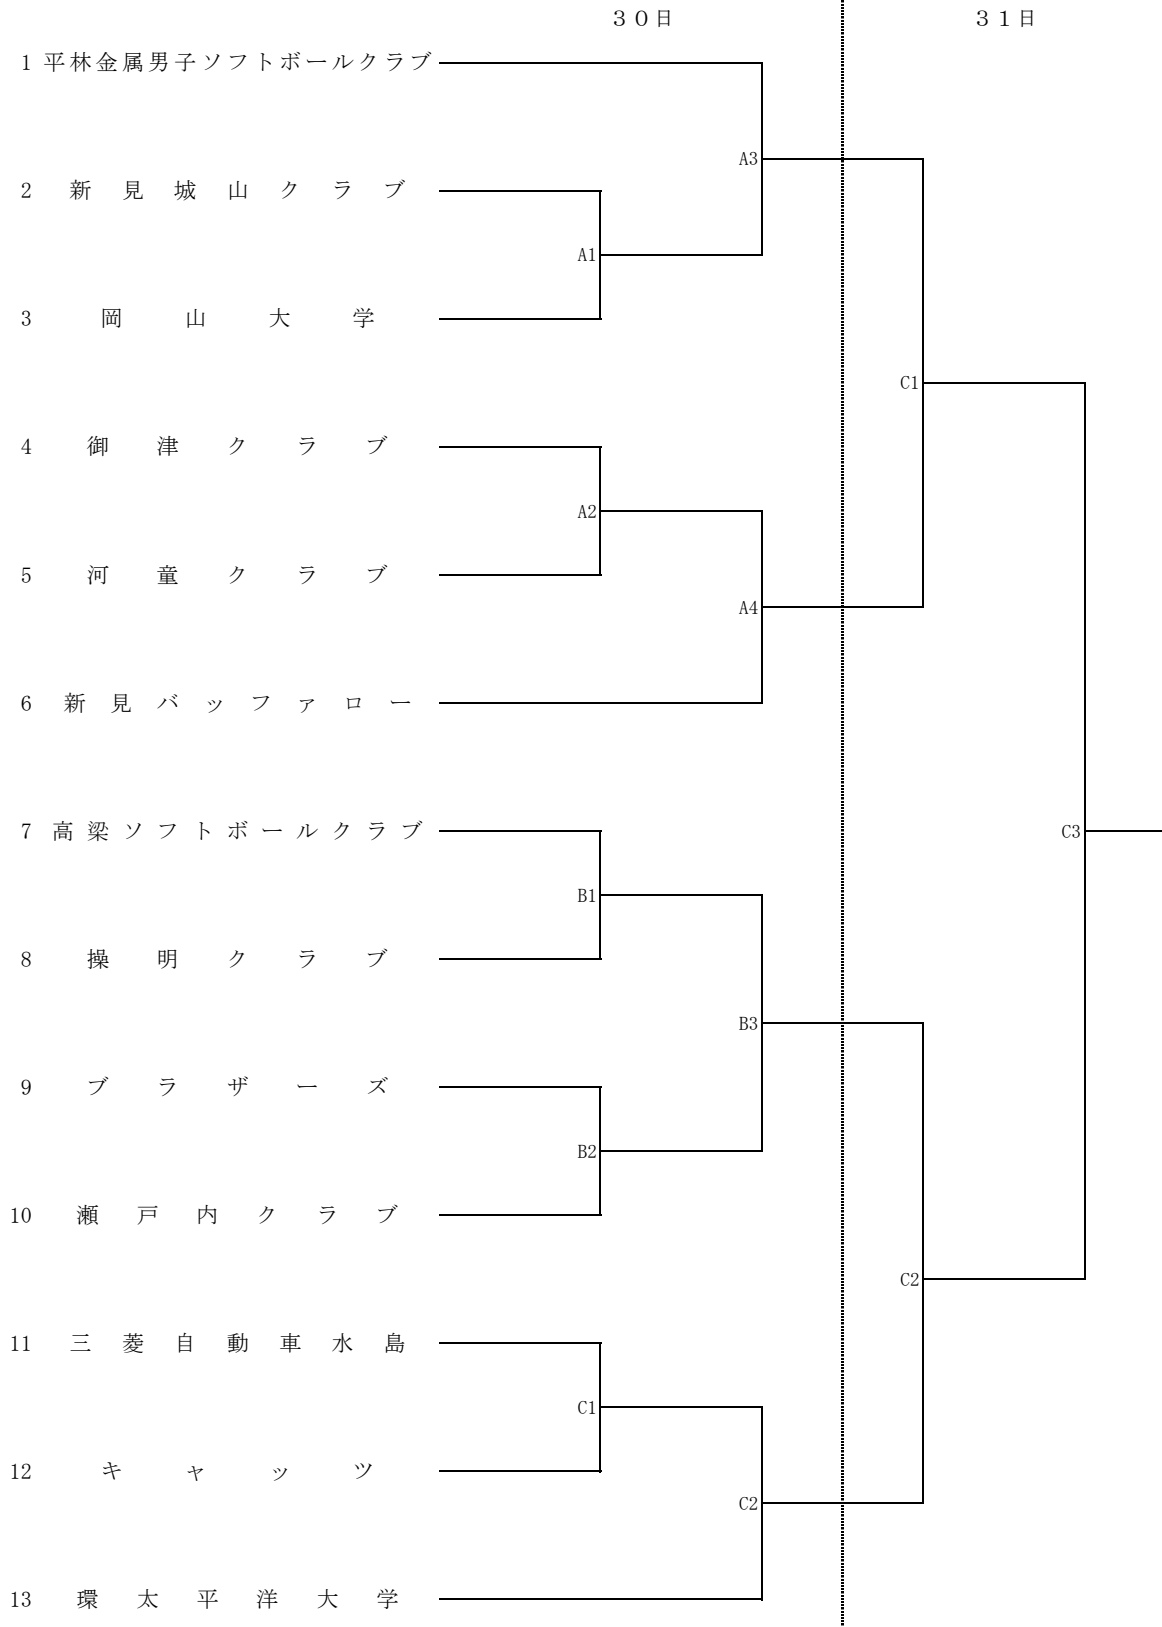 ３０日 ３１日
1 平林金属男子ソフトボールクラブ
A3
2 新見城山クラブ
A1
3 岡山大学
C1
4 御津クラブ
A2
5 河童クラブ
A4
6 新見バッファロー
7 高梁ソフトボールクラブ C3
B1
8 操明クラブ
B3
9 ブラザーズ
B2
10 瀬戸内クラブ
C2
11 三菱自動車水島
C1
12 キャッツ
C2
13 環太平洋大学